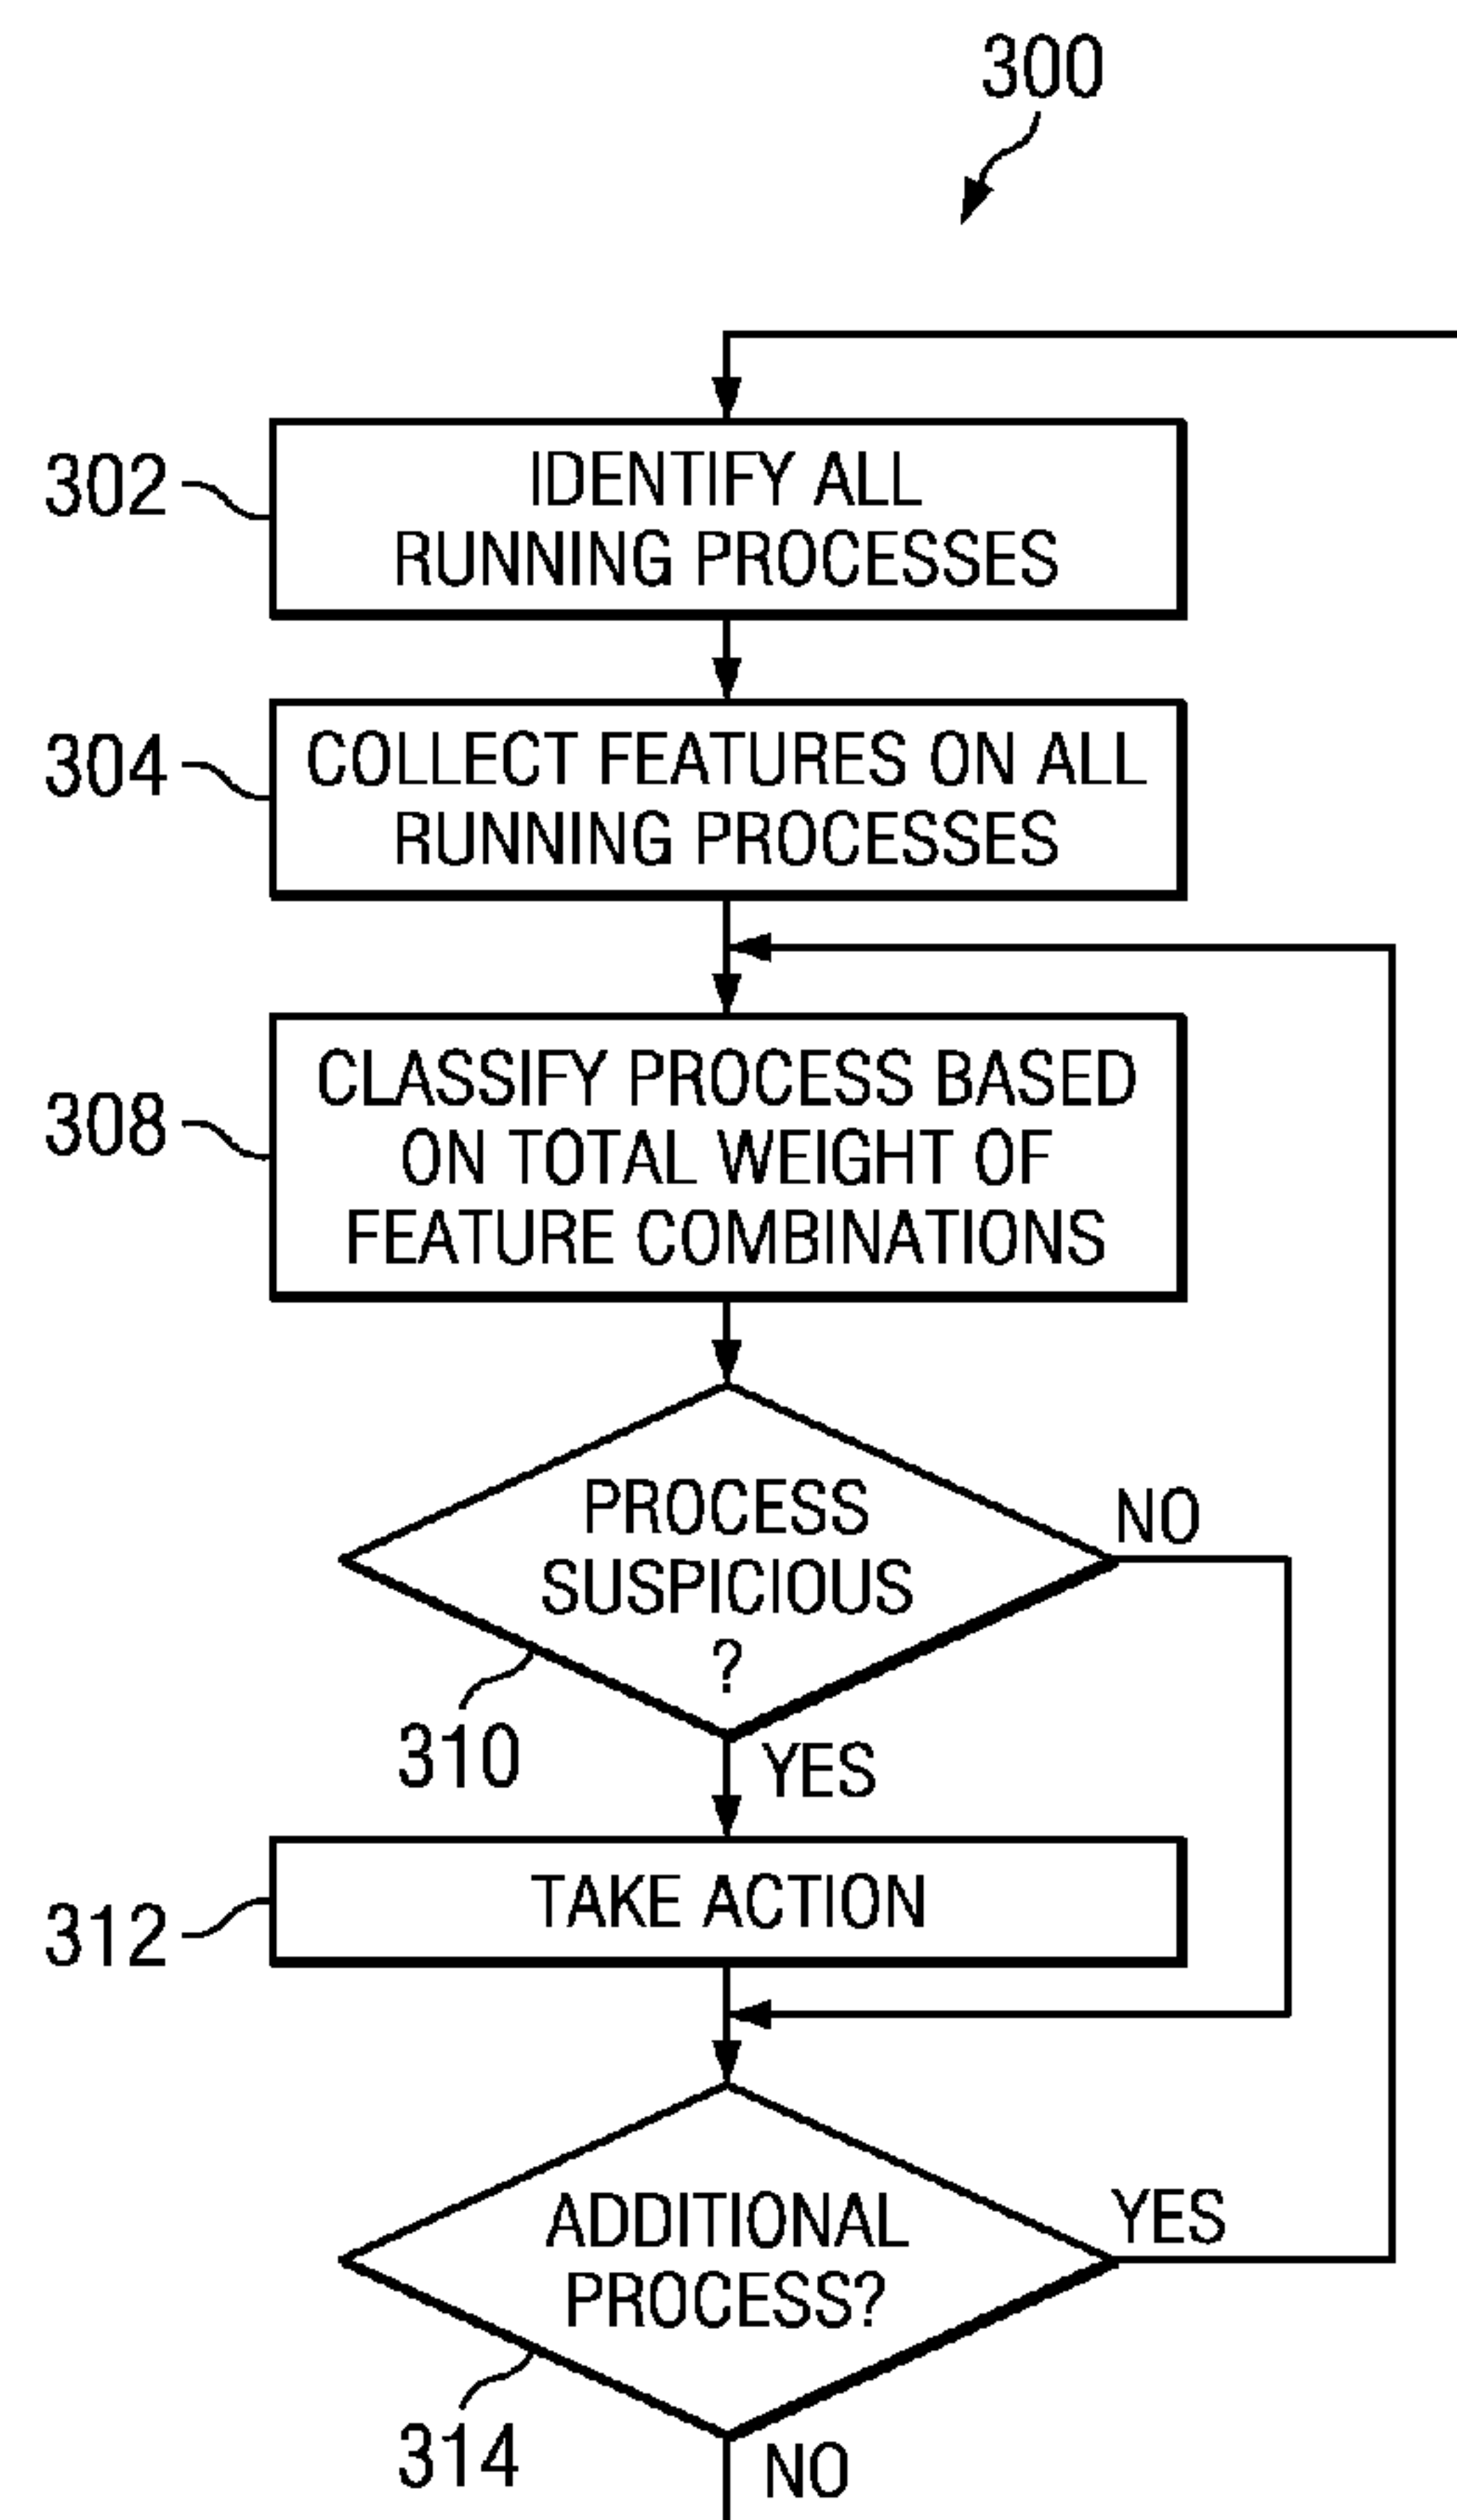 300
302
IDENTIFY ALL
RUNNING PROCESSES
304
COLLECT FEATURES ON ALL
RUNNING PROCESSES
308
CLASSIFY PROCESS BASED
ON TOTAL WEIGHT OF
FEATURE COMBINATIONS
PROCESS
SUSPICIOUS
?
NO
310
YES
312
TAKE ACTION
ADDITIONAL
PROCESS?
YES
314
NO